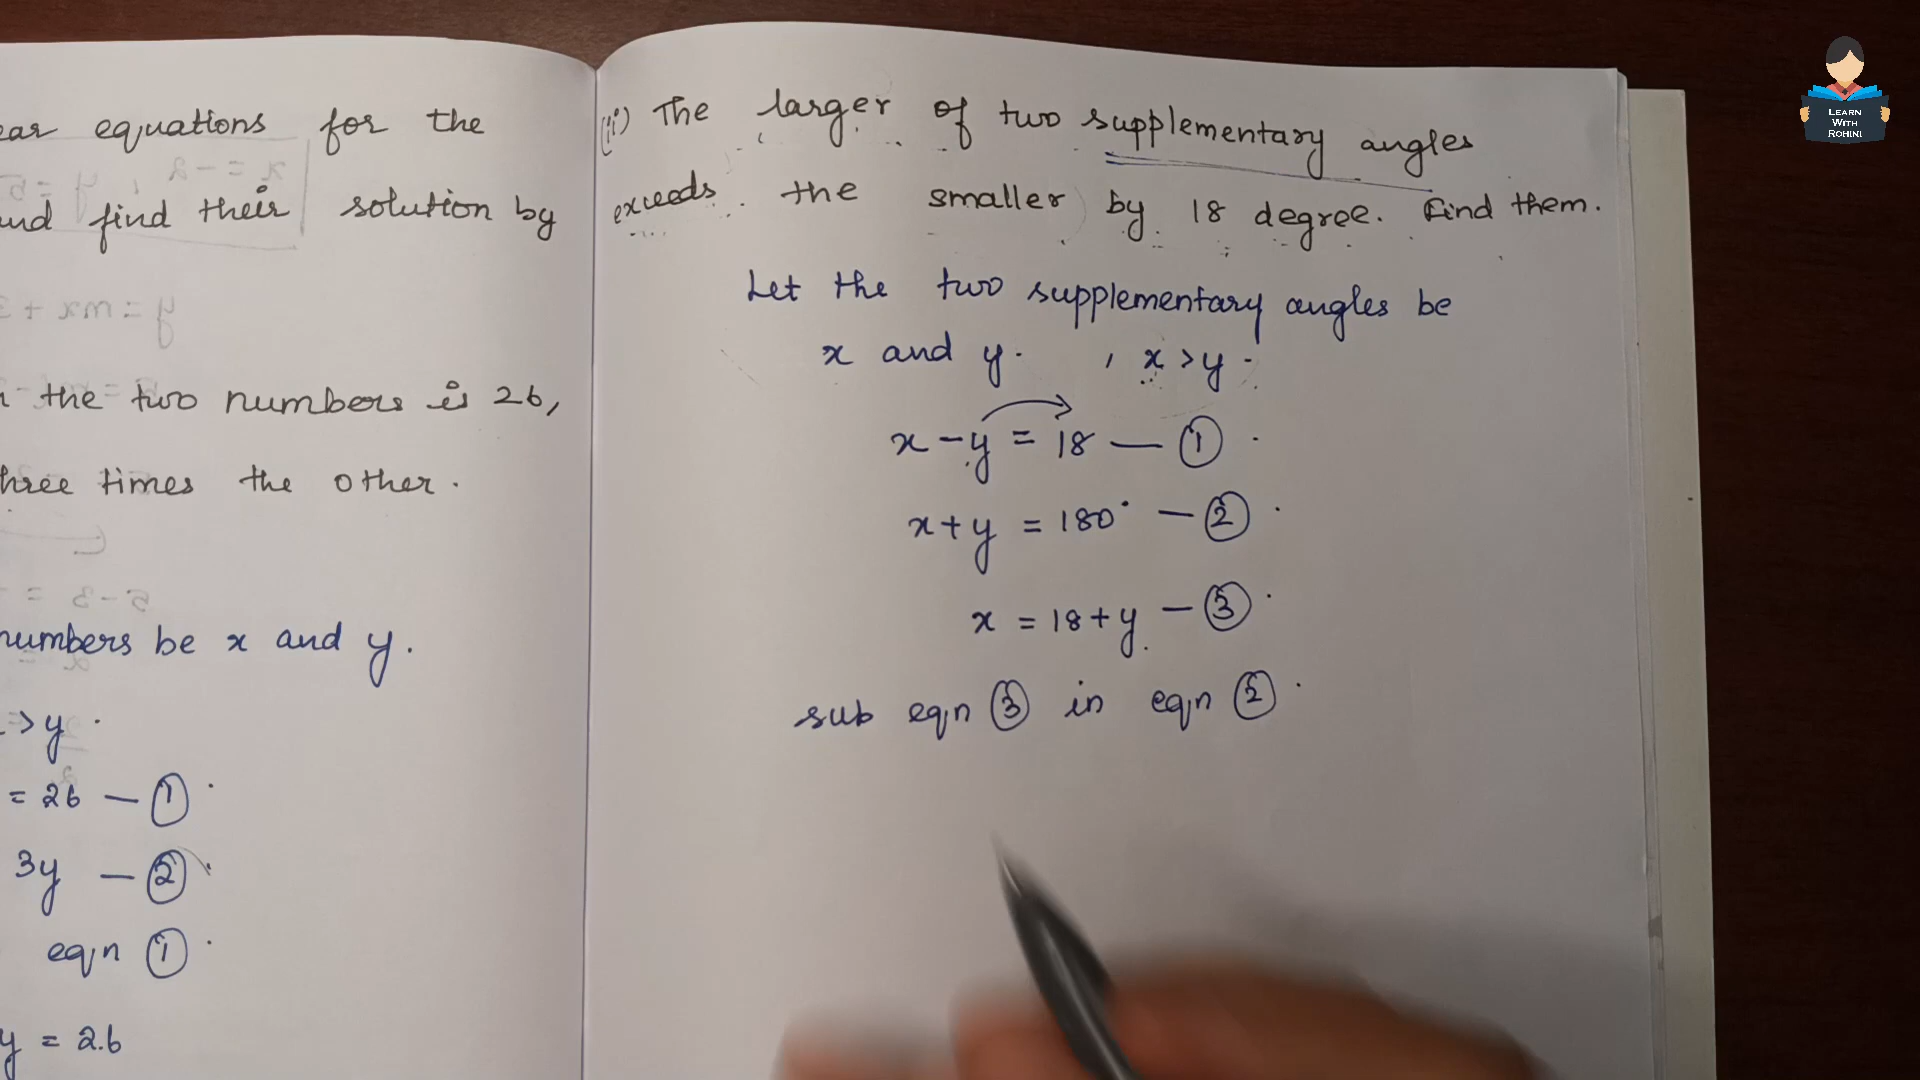 ear equations for the
and find their solution by
the two numbers is 26,
three times the other.
numbers be x and y.
>y
= 26 — ①
3y — ②
eqn ①
y = 26
(ii) The larger of two supplementary angles
exceeds the smaller by 18 degree. Find them.
Let the two supplementary angles be
x and y. , x > y
x - y = 18 — ①
x + y = 180° — ②
x = 18 + y — ③
sub eqn ③ in eqn ②
LEARN
WITH
ROHINI